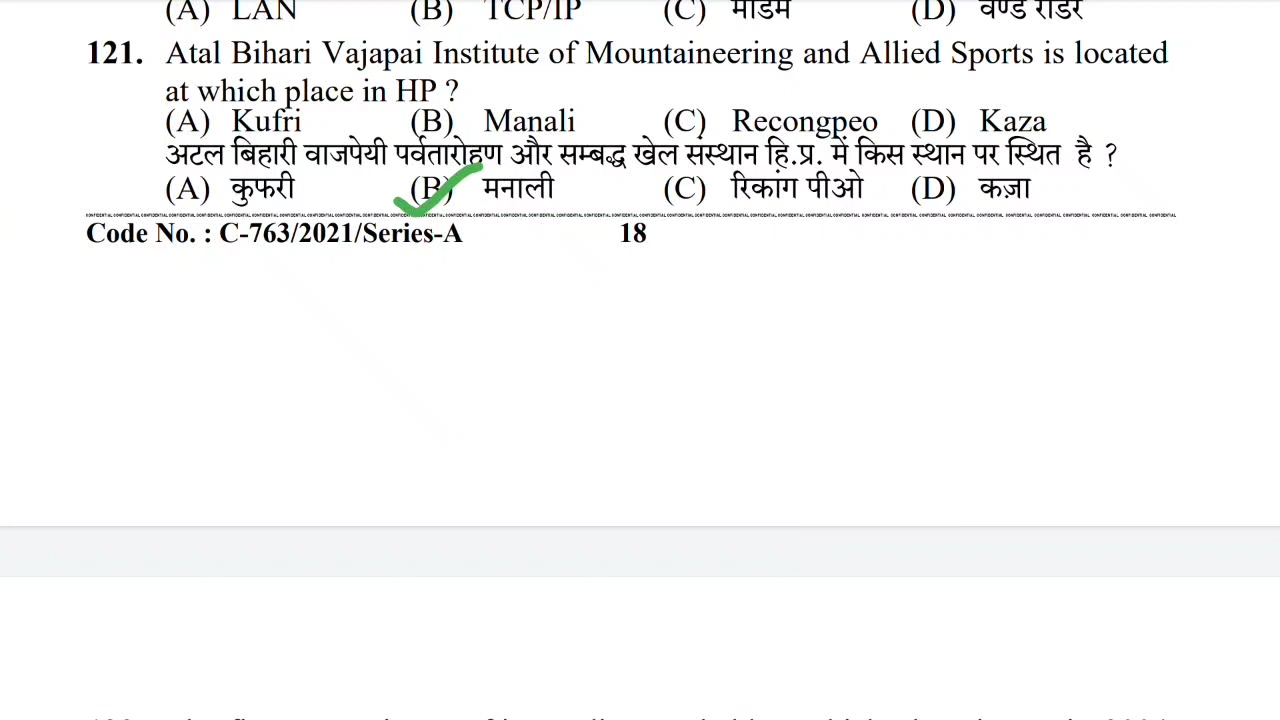 (A) LAN (B) TCP/IP (C) मोडेम (D) वैण्ड रीडर
121. Atal Bihari Vajapai Institute of Mountaineering and Allied Sports is located
at which place in HP ?
(A) Kufri (B) Manali (C) Recongpeo (D) Kaza
अटल बिहारी वाजपेयी पर्वतारोहण और सम्बद्ध खेल संस्थान हि.प्र. में किस स्थान पर स्थित है ?
(A) कुफरी (B) मनाली (C) रिकांग पीओ (D) कज़ा
Code No. : C-763/2021/Series-A 18